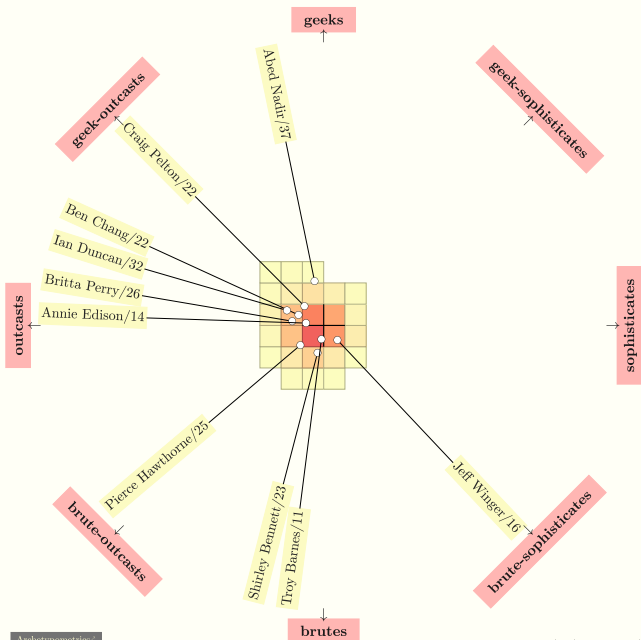 geeks
geek-outcasts
geek-sophisticates
Abed Nadir/37
Craig Pelton/22
Ben Chang/22
Ian Duncan/32
Britta Perry/26
Annie Edison/14
outcasts
sophisticates
Pierce Hawthorne/25
Jeff Winger/16
Shirley Bennett/23
Troy Barnes/11
brute-outcasts
brute-sophisticates
brutes